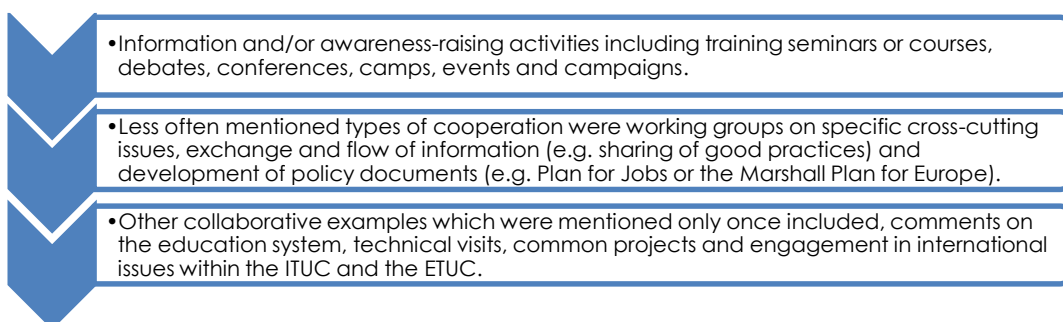 •Information and/or awareness-raising activities including training seminars or courses,
debates, conferences, camps, events and campaigns.
•Less often mentioned types of cooperation were working groups on specific cross-cutting
issues, exchange and flow of information (e.g. sharing of good practices) and
development of policy documents (e.g. Plan for Jobs or the Marshall Plan for Europe).
•Other collaborative examples which were mentioned only once included, comments on
the education system, technical visits, common projects and engagement in international
issues within the ITUC and the ETUC.